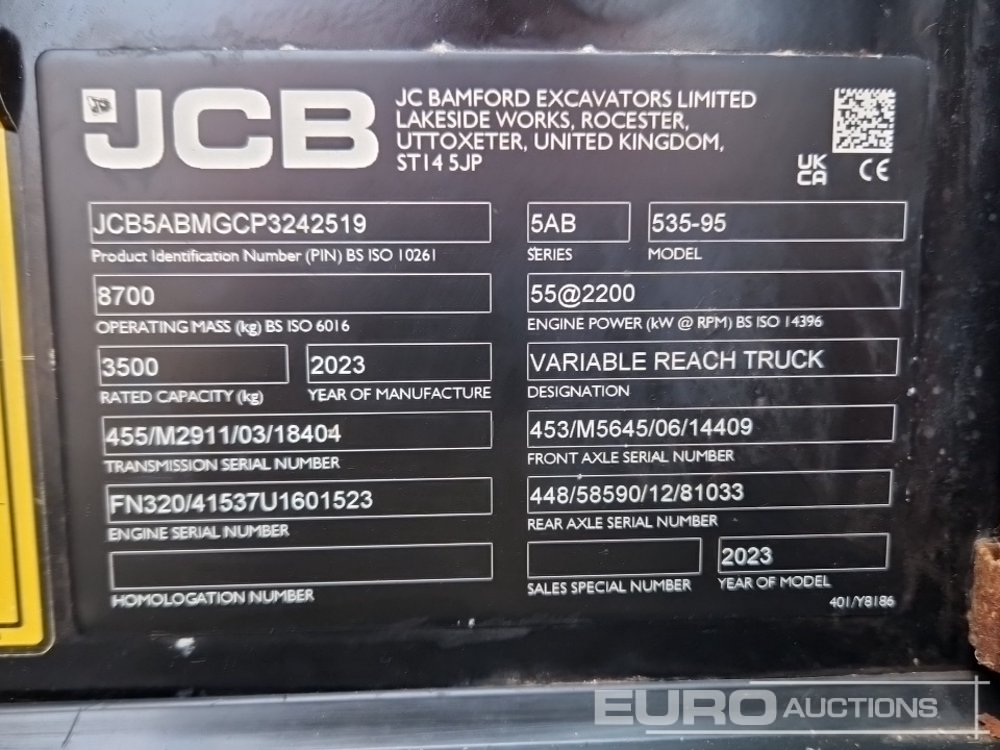 JCB
JC BAMFORD EXCAVATORS LIMITED
LAKESIDE WORKS, ROCESTER,
UTTOXETER, UNITED KINGDOM,
ST14 5JP
UK
CA CE
JCB5ABMGCP3242519
Product Identification Number (PIN) BS ISO 10261
5AB
SERIES
535-95
MODEL
8700
OPERATING MASS (kg) BS ISO 6016
55@2200
ENGINE POWER (kW @ RPM) BS ISO 14396
3500
RATED CAPACITY (kg)
2023
YEAR OF MANUFACTURE
VARIABLE REACH TRUCK
DESIGNATION
455/M2911/03/18404
TRANSMISSION SERIAL NUMBER
453/M5645/06/14409
FRONT AXLE SERIAL NUMBER
FN320/41537U1601523
ENGINE SERIAL NUMBER
448/58590/12/81033
REAR AXLE SERIAL NUMBER
HOMOLOGATION NUMBER
SALES SPECIAL NUMBER
2023
YEAR OF MODEL
401/Y8186
EURO AUCTIONS